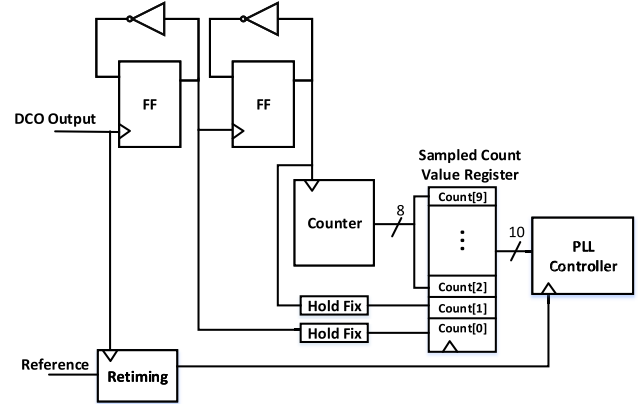 FF
FF
DCO Output
Sampled Count
Value Register
Count[9]
Counter
8
10
PLL
Controller
Count[2]
Hold Fix
Count[1]
Hold Fix
Count[0]
Reference
Retiming